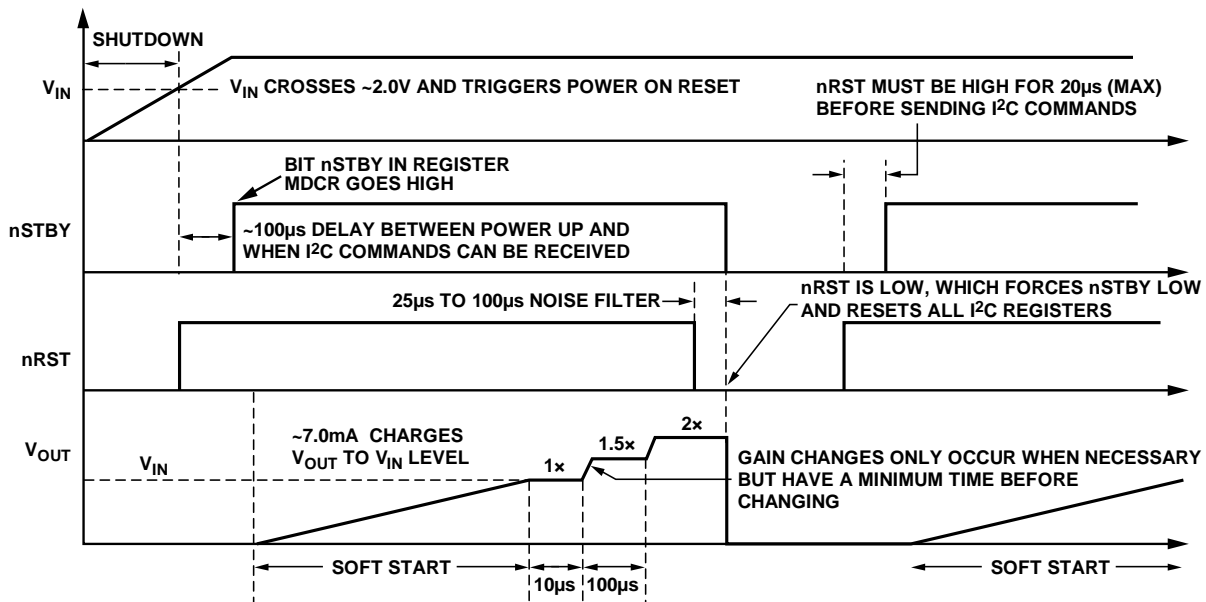 SHUTDOWN
V_IN
V_IN CROSSES ~2.0V AND TRIGGERS POWER ON RESET
nRST MUST BE HIGH FOR 20µs (MAX)
BEFORE SENDING I²C COMMANDS
BIT nSTBY IN REGISTER
MDCR GOES HIGH
nSTBY
~100µs DELAY BETWEEN POWER UP AND
WHEN I²C COMMANDS CAN BE RECEIVED
25µs TO 100µs NOISE FILTER
nRST IS LOW, WHICH FORCES nSTBY LOW
AND RESETS ALL I²C REGISTERS
nRST
V_OUT
V_IN
~7.0mA CHARGES
V_OUT TO V_IN LEVEL
1×
1.5×
2×
GAIN CHANGES ONLY OCCUR WHEN NECESSARY
BUT HAVE A MINIMUM TIME BEFORE
CHANGING
SOFT START
10µs
100µs
SOFT START